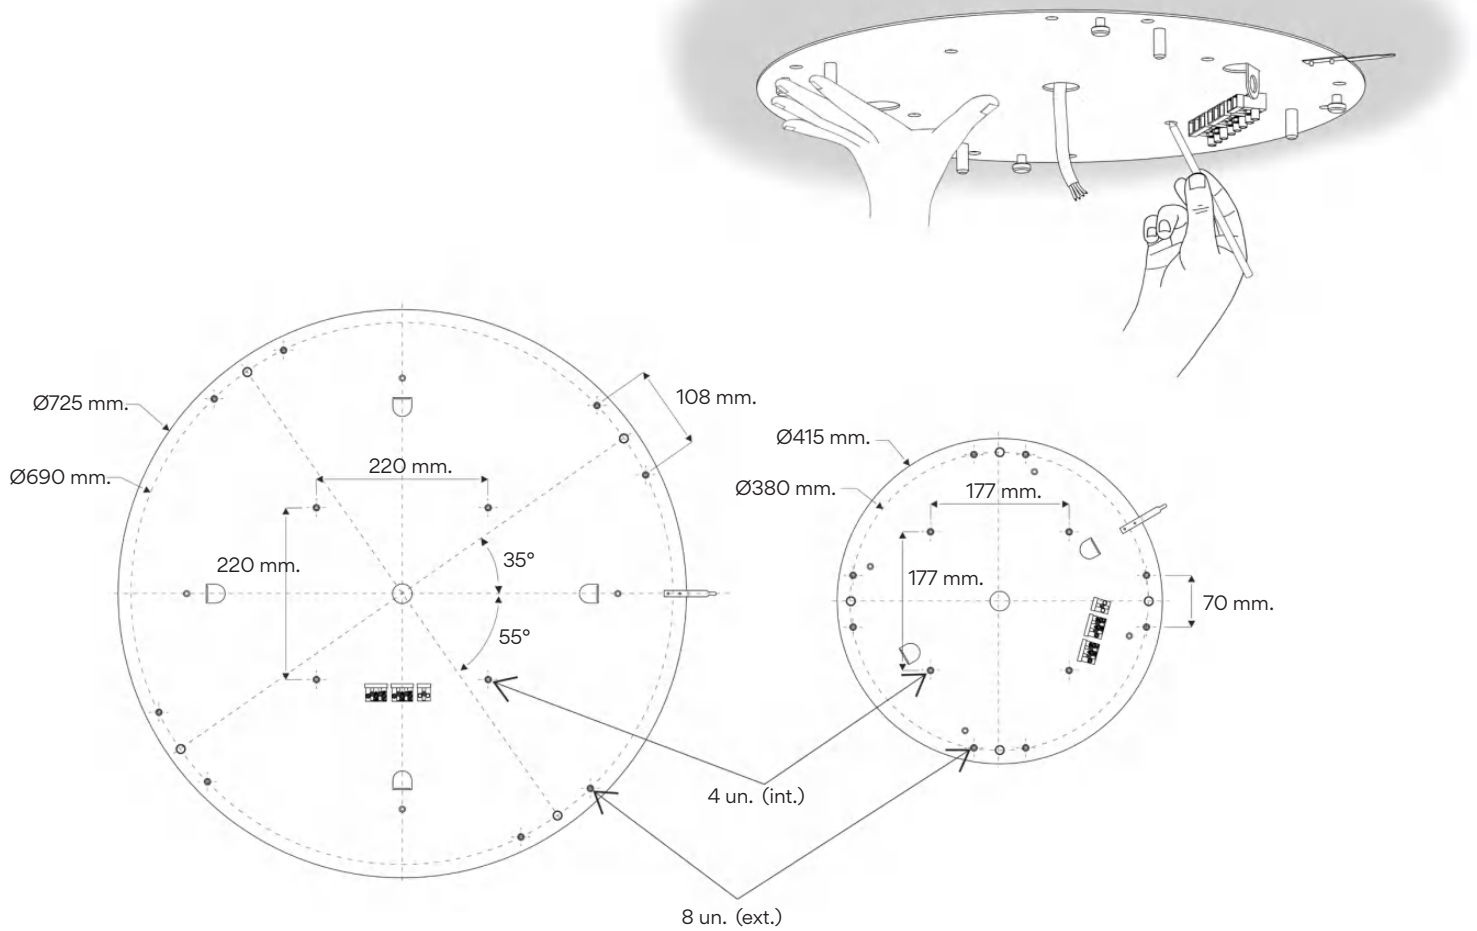 Ø725 mm.
Ø690 mm.
220 mm.
220 mm.
35°
55°
108 mm.
Ø415 mm.
Ø380 mm.
177 mm.
177 mm.
70 mm.
4 un. (int.)
8 un. (ext.)